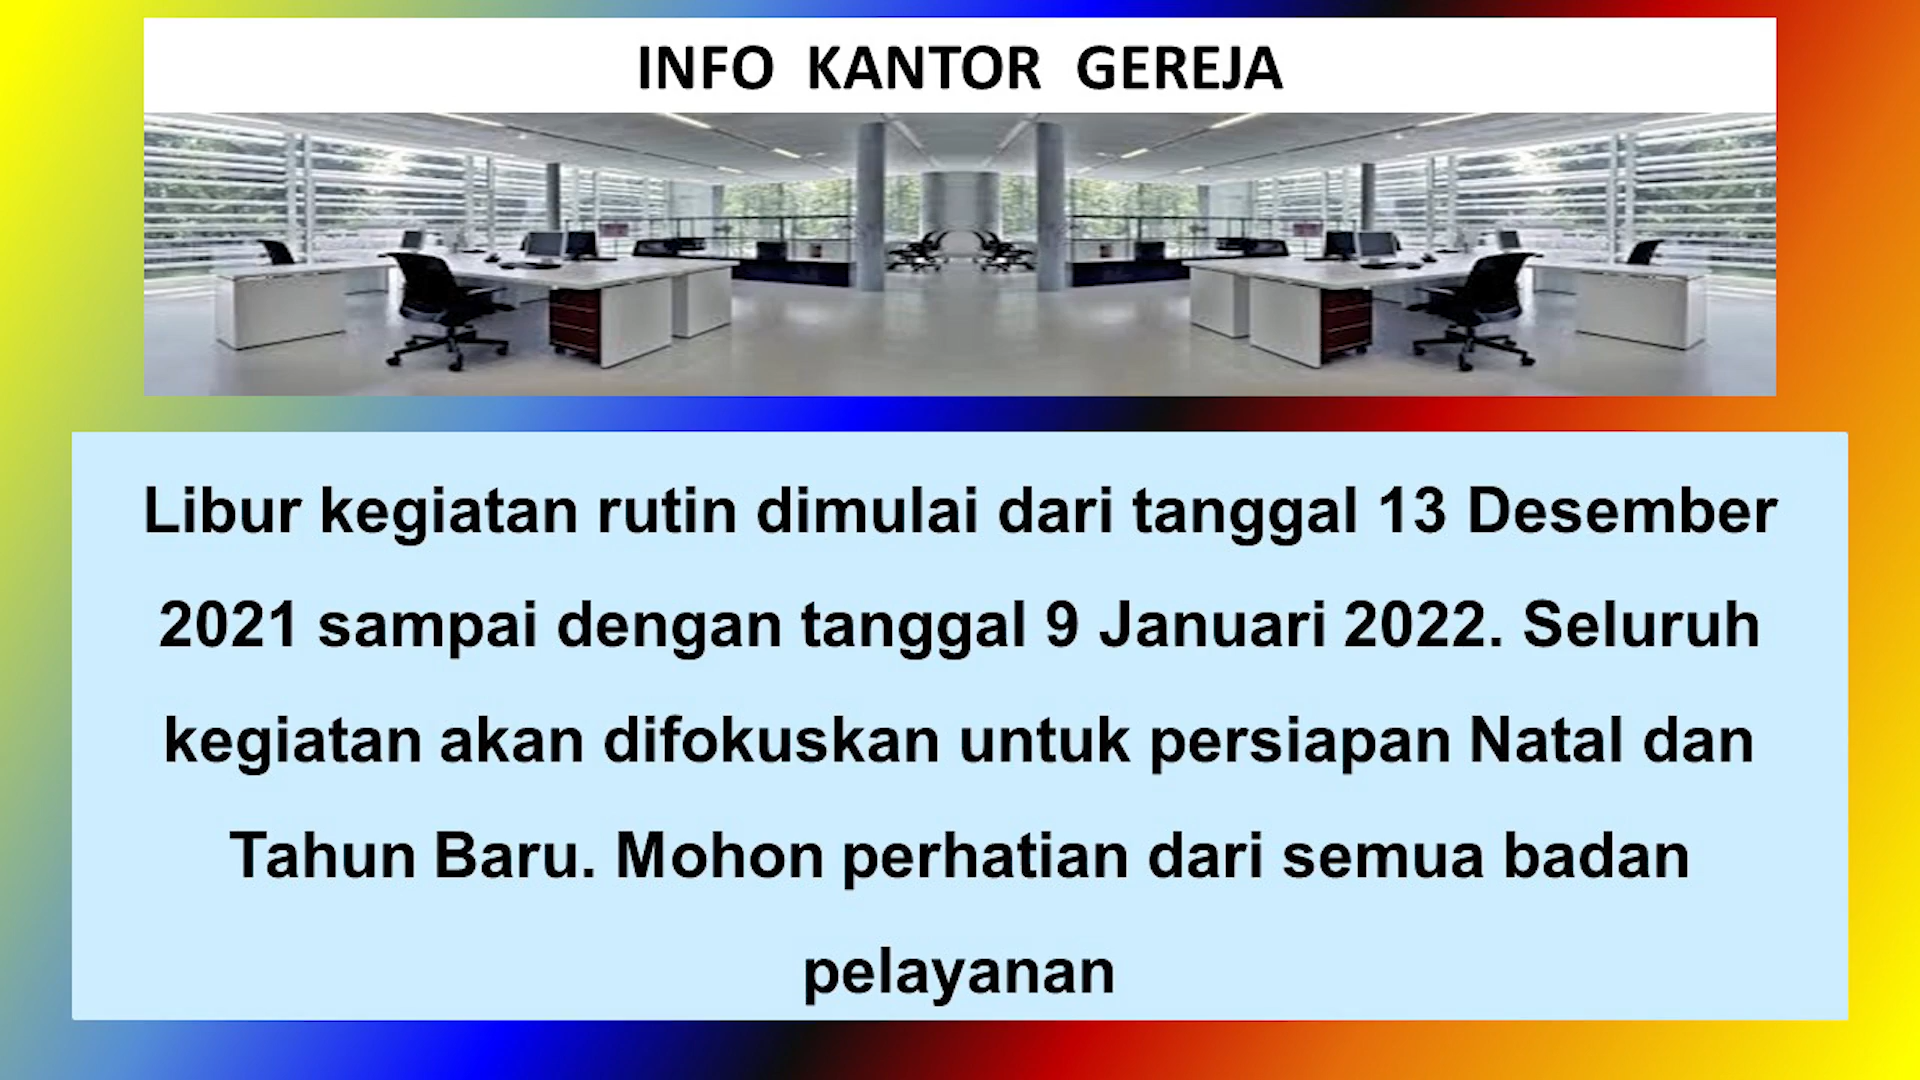 INFO KANTOR GEREJA
Libur kegiatan rutin dimulai dari tanggal 13 Desember
2021 sampai dengan tanggal 9 Januari 2022. Seluruh
kegiatan akan difokuskan untuk persiapan Natal dan
Tahun Baru. Mohon perhatian dari semua badan
pelayanan